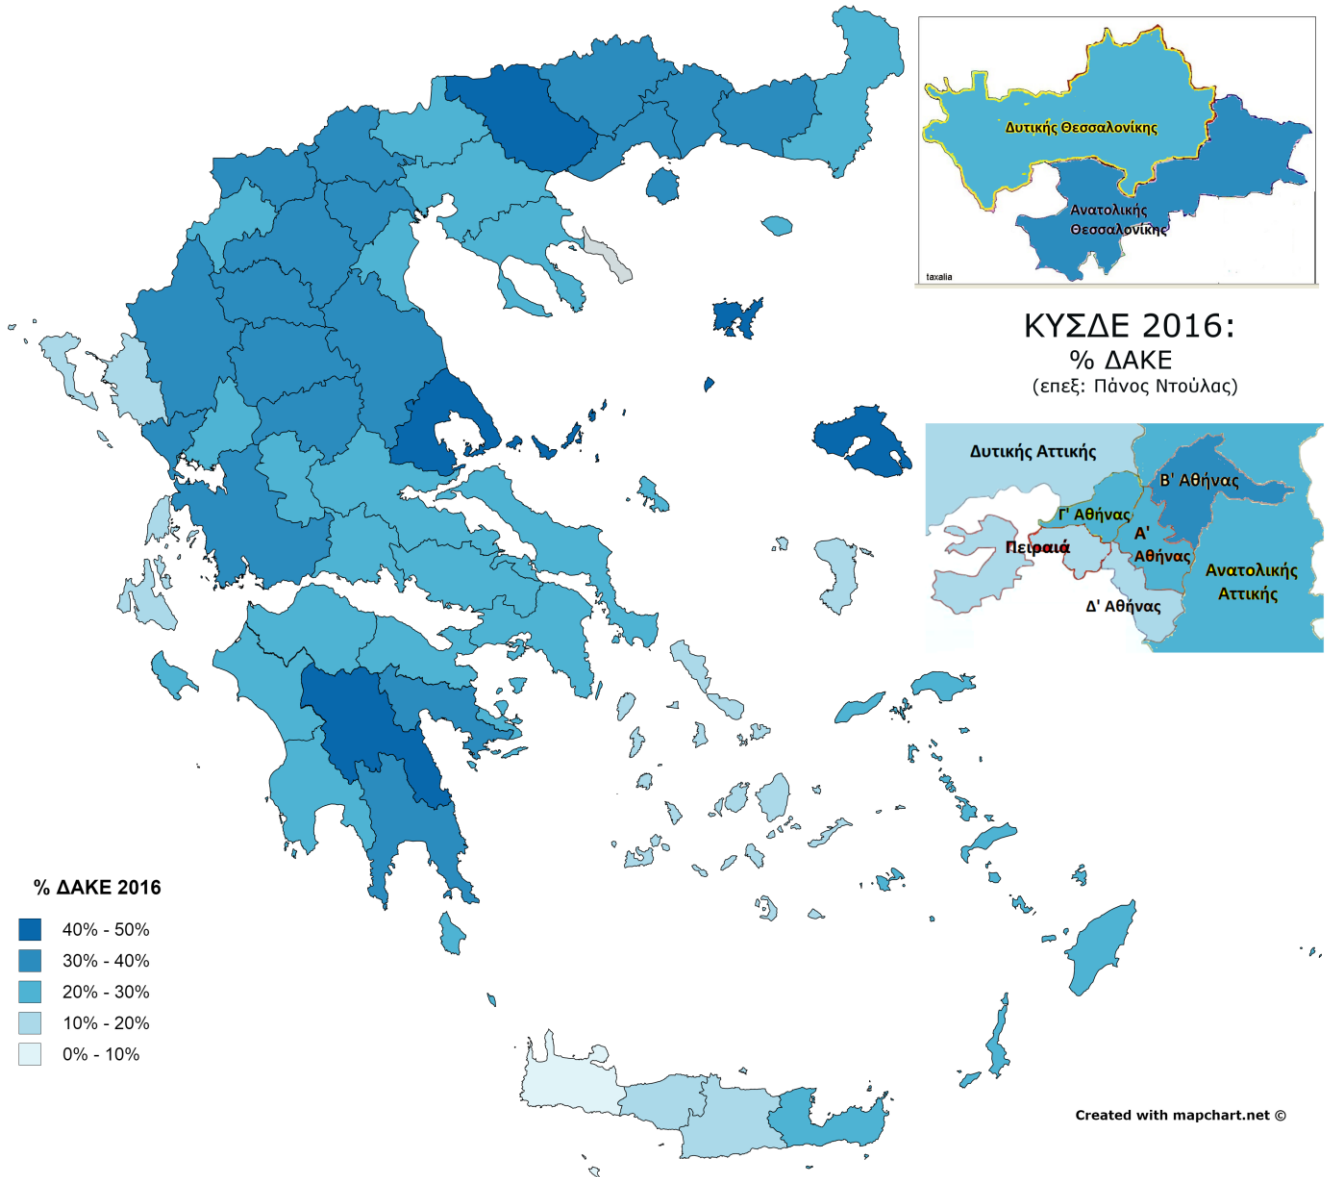 Δυτικής Θεσσαλονίκης
Ανατολικής
Θεσσαλονίκης
taxalia
ΚΥΣΔΕ 2016:
% ΔΑΚΕ
(επεξ: Πάνος Ντούλας)
Δυτικής Αττικής
Β' Αθήνας
Γ' Αθήνας
Α'
Αθήνας
Πειραιά
Ανατολικής
Αττικής
Δ' Αθήνας
% ΔΑΚΕ 2016
40% - 50%
30% - 40%
20% - 30%
10% - 20%
0% - 10%
Created with mapchart.net ©